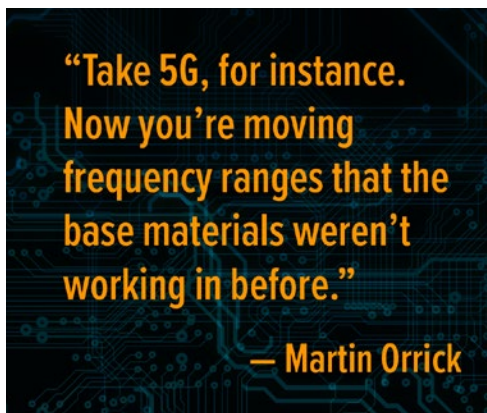 “Take 5G, for instance.
Now you’re moving
frequency ranges that the
base materials weren’t
working in before.”
— Martin Orrick